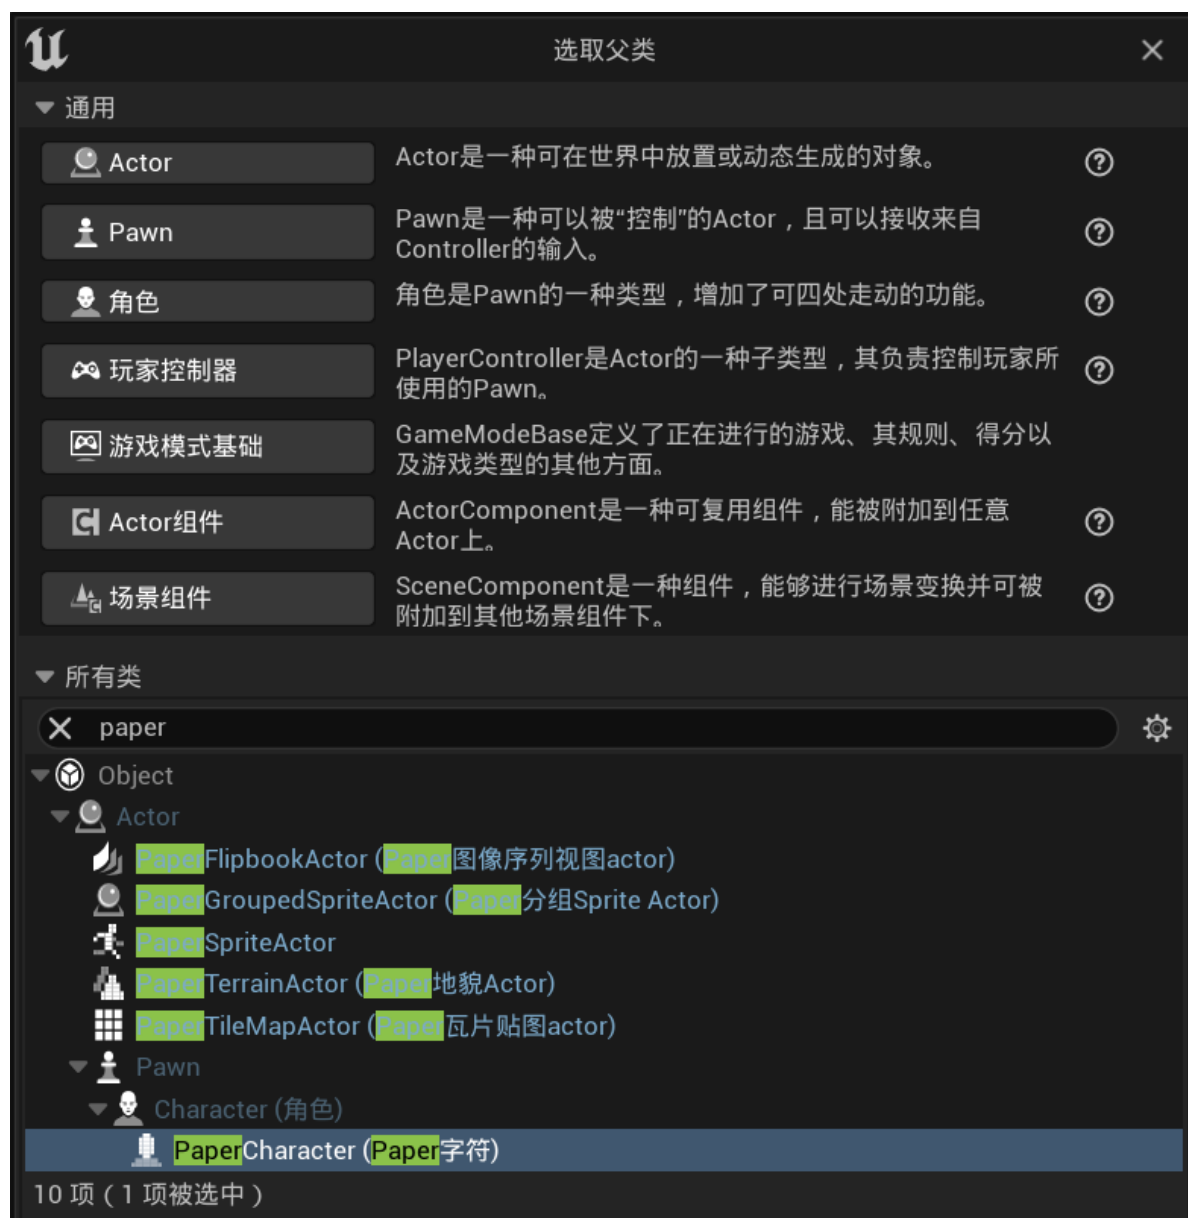 选取父类
通用
Actor
Actor是一种可在世界中放置或动态生成的对象。
Pawn
Pawn是一种可以被“控制”的Actor，且可以接收来自
Controller的输入。
角色
角色是Pawn的一种类型，增加了可四处走动的功能。
玩家控制器
PlayerController是Actor的一种子类型，其负责控制玩家所
使用的Pawn。
游戏模式基础
GameModeBase定义了正在进行的游戏、其规则、得分以
及游戏类型的其他方面。
Actor组件
ActorComponent是一种可复用组件，能被附加到任意
Actor上。
场景组件
SceneComponent是一种组件，能够进行场景变换并可被
附加到其他场景组件下。
所有类
paper
Object
Actor
PaperFlipbookActor (Paper图像序列视图actor)
PaperGroupedSpriteActor (Paper分组Sprite Actor)
PaperSpriteActor
PaperTerrainActor (Paper地貌Actor)
PaperTileMapActor (Paper瓦片贴图actor)
Pawn
Character (角色)
PaperCharacter (Paper字符)
10 项（1 项被选中）